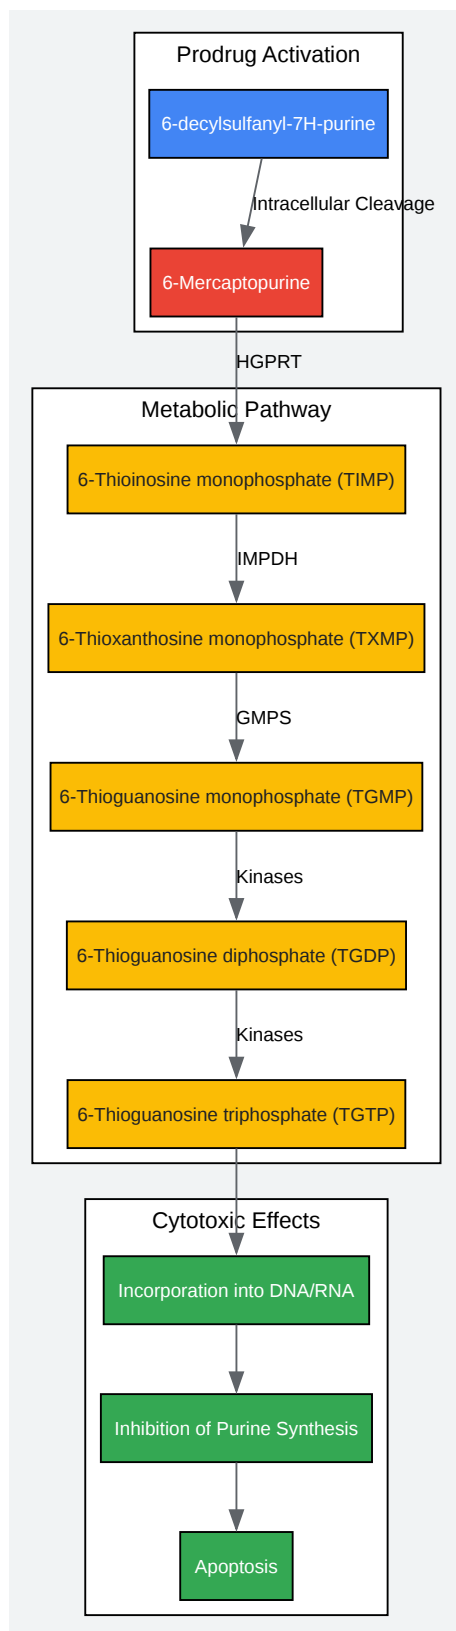 Prodrug Activation
6-decylsulfanyl-7H-purine
Intracellular Cleavage
6-Mercaptopurine
HGPRT
Metabolic Pathway
6-Thioinosine monophosphate (TIMP)
IMPDH
6-Thioxanthosine monophosphate (TXMP)
GMPS
6-Thioguanosine monophosphate (TGMP)
Kinases
6-Thioguanosine diphosphate (TGDP)
Kinases
6-Thioguanosine triphosphate (TGTP)
Cytotoxic Effects
Incorporation into DNA/RNA
Inhibition of Purine Synthesis
Apoptosis